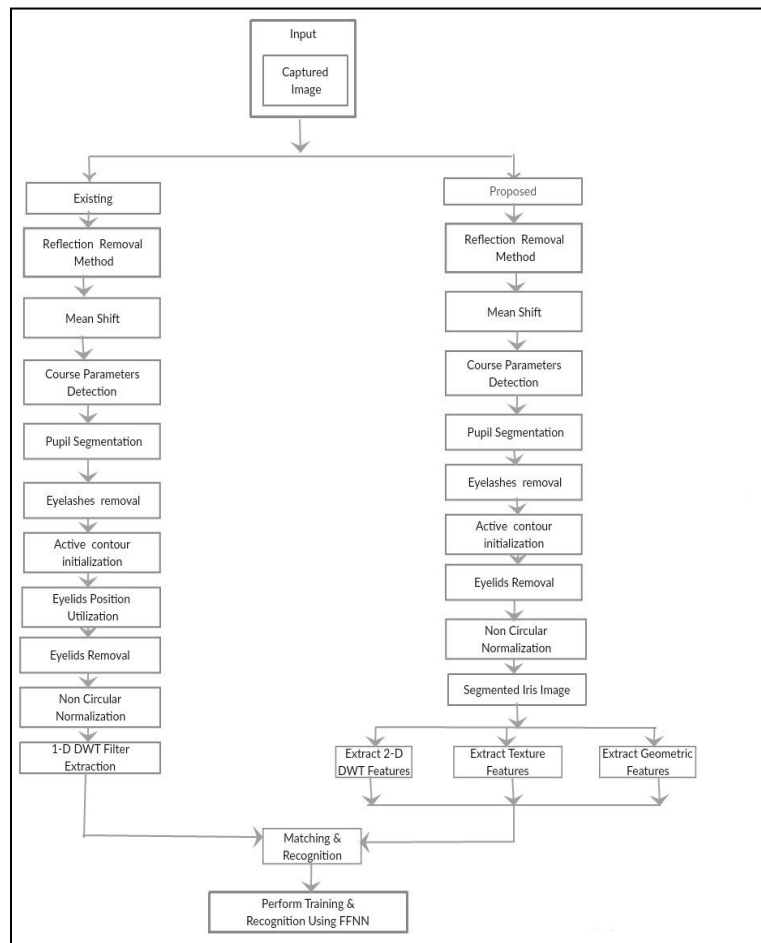 Input
Captured
Image
Existing
Reflection Removal
Method
Mean Shift
Course Parameters
Detection
Pupil Segmentation
Eyelashes removal
Active contour
initialization
Eyelids Position
Utilization
Eyelids Removal
Non Circular
Normalization
1-D DWT Filter
Extraction
Proposed
Reflection Removal
Method
Mean Shift
Course Parameters
Detection
Pupil Segmentation
Eyelashes removal
Active contour
initialization
Eyelids Removal
Non Circular
Normalization
Segmented Iris Image
Extract 2-D
DWT Features
Extract Texture
Features
Extract Geometric
Features
Matching &
Recognition
Perform Training &
Recognition Using FFNN